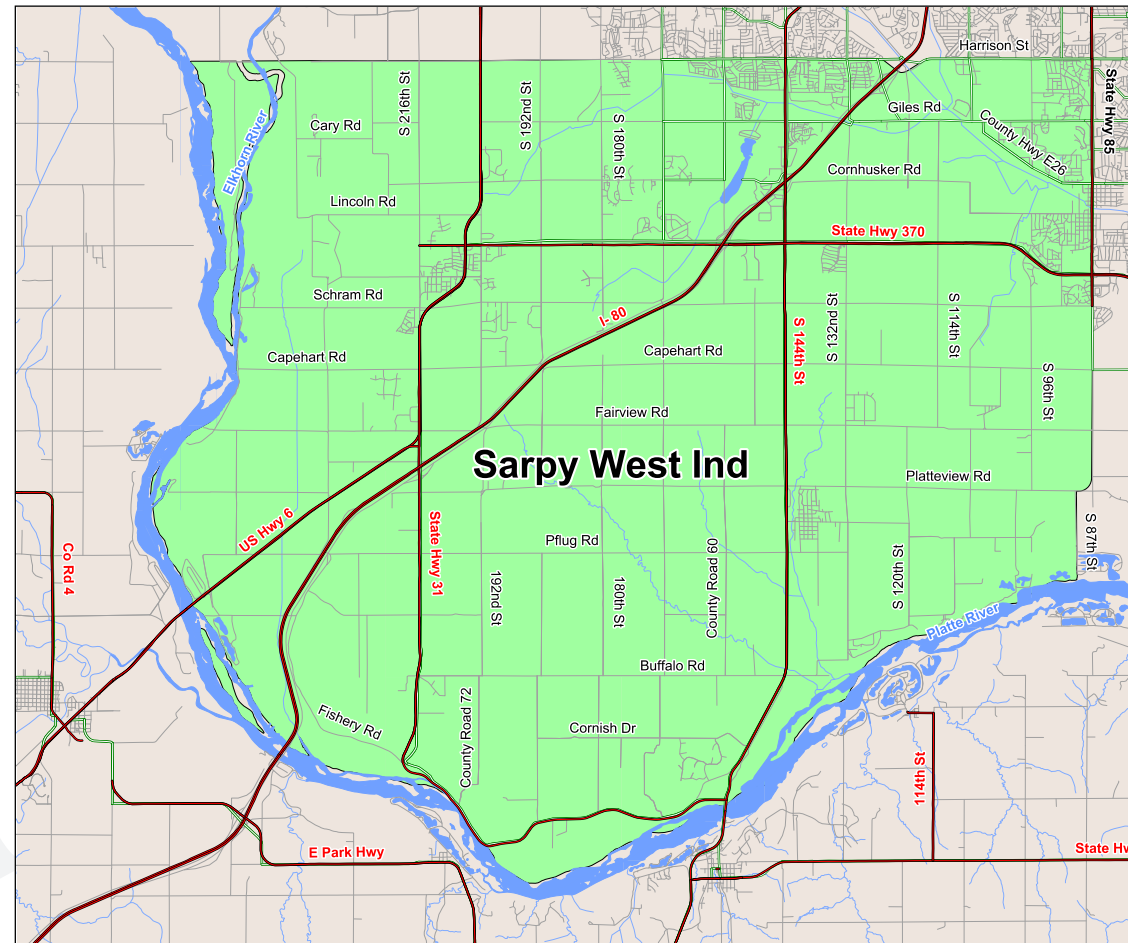 Harrison St
State Hwy 85
S 216th St
S 192nd St
Giles Rd
Cary Rd
S 180th St
County Hwy E26
Elkhorn River
Cornhusker Rd
Lincoln Rd
State Hwy 370
Schram Rd
I- 80
S 144th St
S 132nd St
S 114th St
Capehart Rd
Capehart Rd
S 96th St
Fairview Rd
Sarpy West Ind
Platteview Rd
US Hwy 6
State Hwy 31
Pflug Rd
S 87th St
Co Rd 4
192nd St
180th St
County Road 60
S 120th St
Platte River
Buffalo Rd
Fishery Rd
County Road 72
Cornish Dr
114th St
E Park Hwy
State Hw